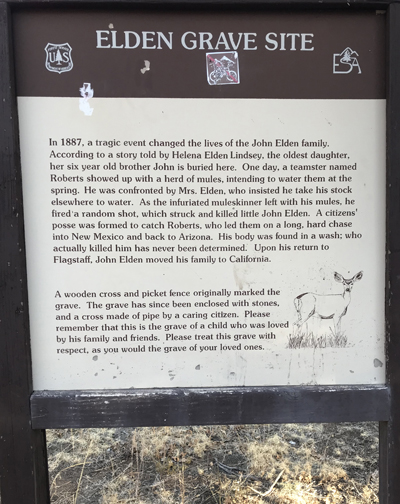 ELDEN GRAVE SITE
U S
ESA
In 1887, a tragic event changed the lives of the John Elden family.
According to a story told by Helena Elden Lindsey, the oldest daughter,
her six year old brother John is buried here. One day, a teamster named
Roberts showed up with a herd of mules, intending to water them at the
spring. He was confronted by Mrs. Elden, who insisted he take his stock
elsewhere to water. As the infuriated muleskinner left with his mules, he
fired a random shot, which struck and killed little John Elden. A citizens'
posse was formed to catch Roberts, who led them on a long, hard chase
into New Mexico and back to Arizona. His body was found in a wash; who
actually killed him has never been determined. Upon his return to
Flagstaff, John Elden moved his family to California.
A wooden cross and picket fence originally marked the
grave. The grave has since been enclosed with stones,
and a cross made of pipe by a caring citizen. Please
remember that this is the grave of a child who was loved
by his family and friends. Please treat this grave with
respect, as you would the grave of your loved ones.